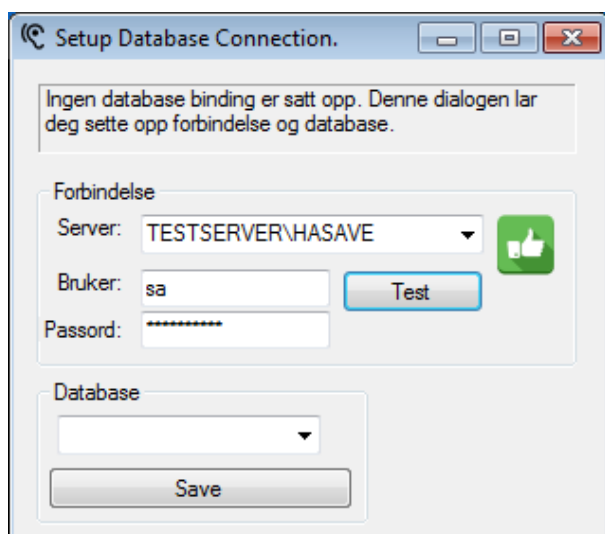 Setup Database Connection.
Ingen database binding er satt opp. Denne dialogen lar
deg sette opp forbindelse og database.
Forbindelse
Server: TESTSERVER\HASAVE
Bruker: sa Test
Passord: **********
Database
Save